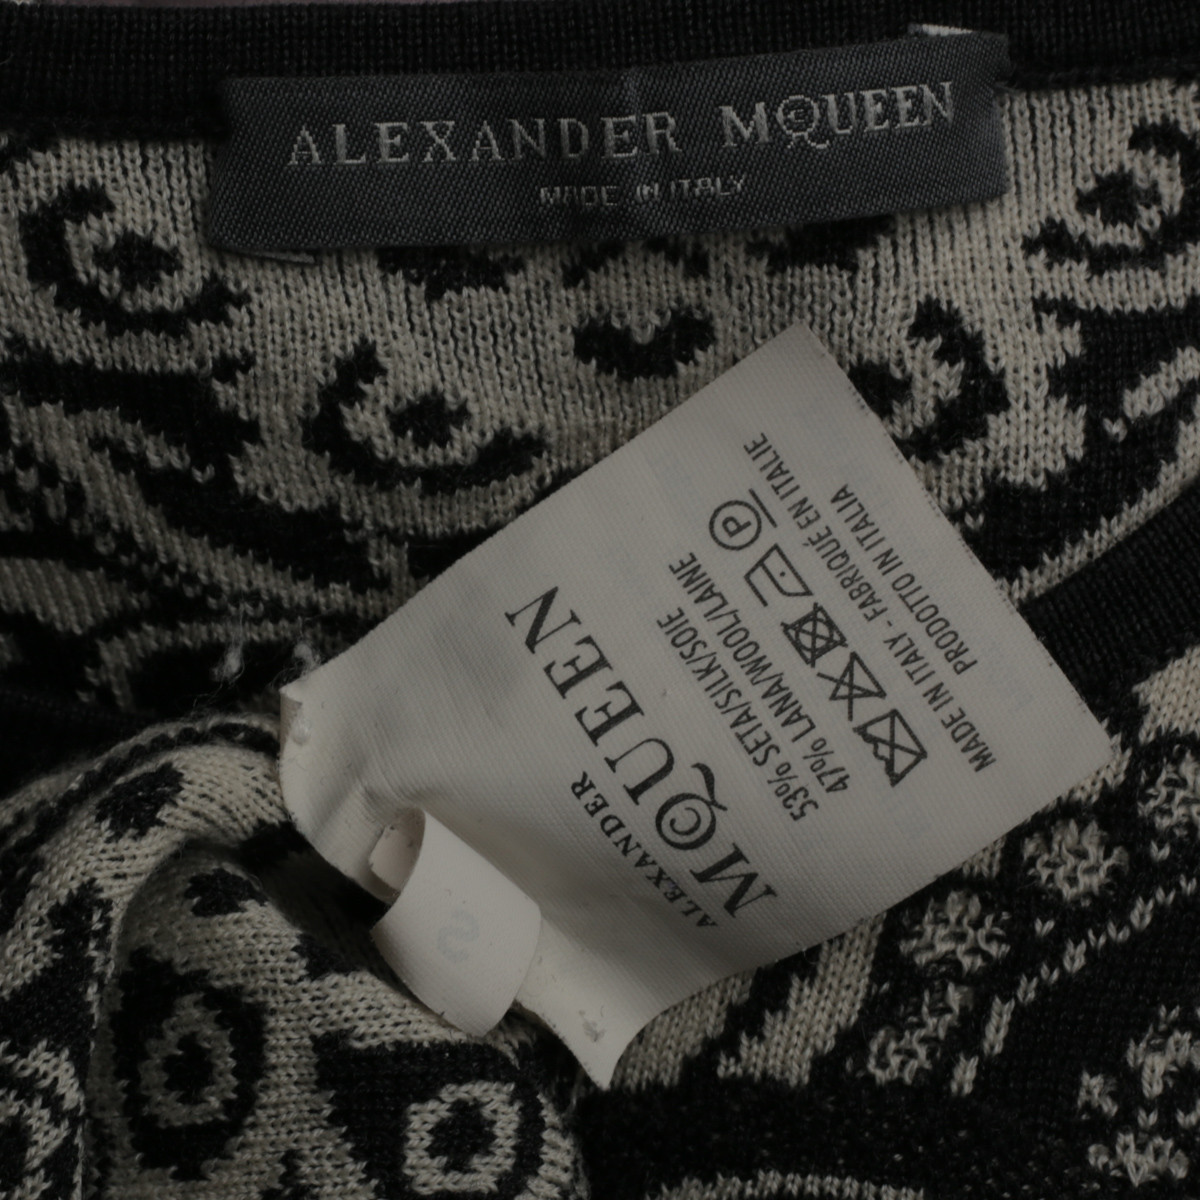 ALEXANDER MCQUEEN
MADE IN ITALY
ALEXANDER
MCQUEEN
53% SETA/SILK/SOIE
47% LANA/WOOL/LAINE
P
MADE IN ITALY - FABRIQUÉ EN ITALIE
PRODOTTO IN ITALIA
S